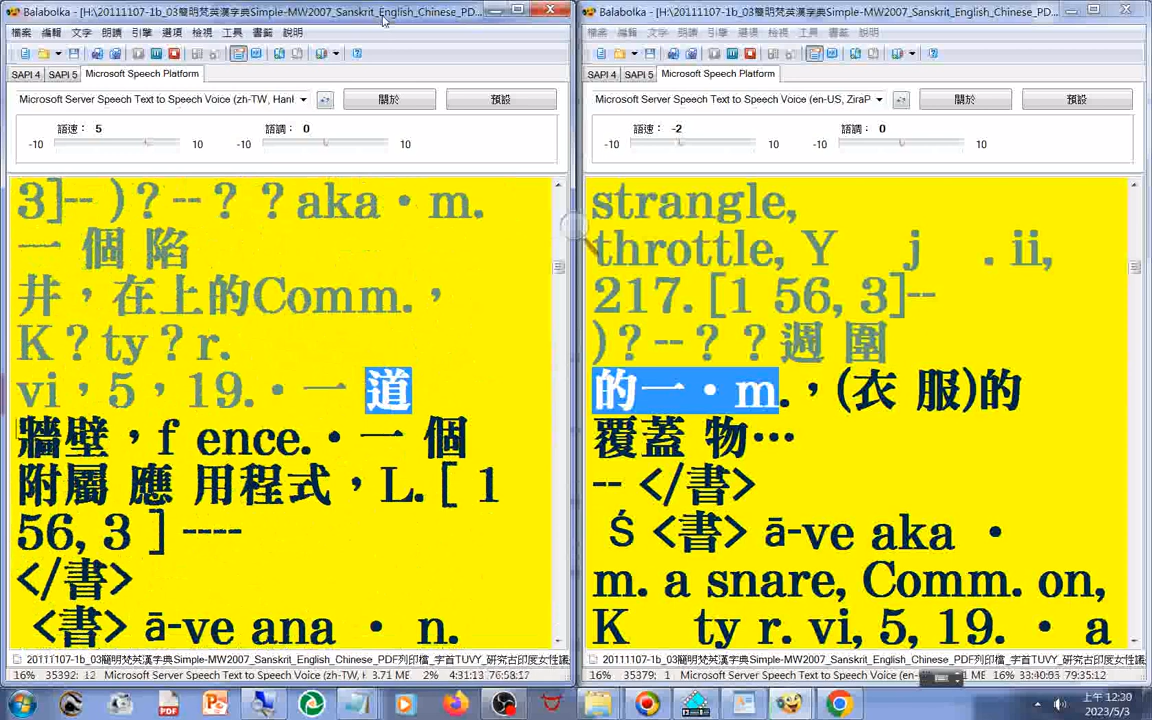 Balabolka - [H:\20111107-1b_03簡明梵英漢字典Simple-MW2007_Sanskrit_English_Chinese_PD...
檔案 編輯 文字 朗讀 引擎 選項 檢視 工具 書籤 說明
SAPI 4 SAPI 5 Microsoft Speech Platform
Microsoft Server Speech Text to Speech Voice (zh-TW, Hanl
關於 預設
語速： 5 語調： 0
-10 10 -10 10
3]-- )？--？？aka・m.
一 個 陷
井，在上的Comm.，
K？ty？r.
vi，5，19.・一 道
牆壁，f ence.・一 個
附屬 應 用程式，L.[ 1
56, 3 ] ----
</書>
<書> ā-ve ana ・ n.
20111107-1b_03簡明梵英漢字典Simple-MW2007_Sanskrit_English_Chinese_PDF列印檔_字首TUVY_研究古印度女性議
16% 35392: 12 Microsoft Server Speech Text to Speech Voice (zh-TW, H 3.71 ME 2% 4:31:13 76:58:17
Balabolka - [H:\20111107-1b_03簡明梵英漢字典Simple-MW2007_Sanskrit_English_Chinese_PD...
檔案 編輯 文字 朗讀 引擎 選項 檢視 工具 書籤 說明
SAPI 4 SAPI 5 Microsoft Speech Platform
Microsoft Server Speech Text to Speech Voice (en-US, ZiraP
關於 預設
語速： -2 語調： 0
-10 10 -10 10
strangle,
throttle, Y j . ii,
217. [1 56, 3]--
)？--？？週 圍
的一・m.，(衣 服)的
覆蓋 物…
-- </書>
Ś <書> ā-ve aka ・
m. a snare, Comm. on,
K ty r. vi, 5, 19. ・ a
20111107-1b_03簡明梵英漢字典Simple-MW2007_Sanskrit_English_Chinese_PDF列印檔_字首TUVY_研究古印度女性議
16% 35379: 1 Microsoft Server Speech Text to Speech Voice 16% 33:40:93 79:35:12
上午 12:30
2023/5/3